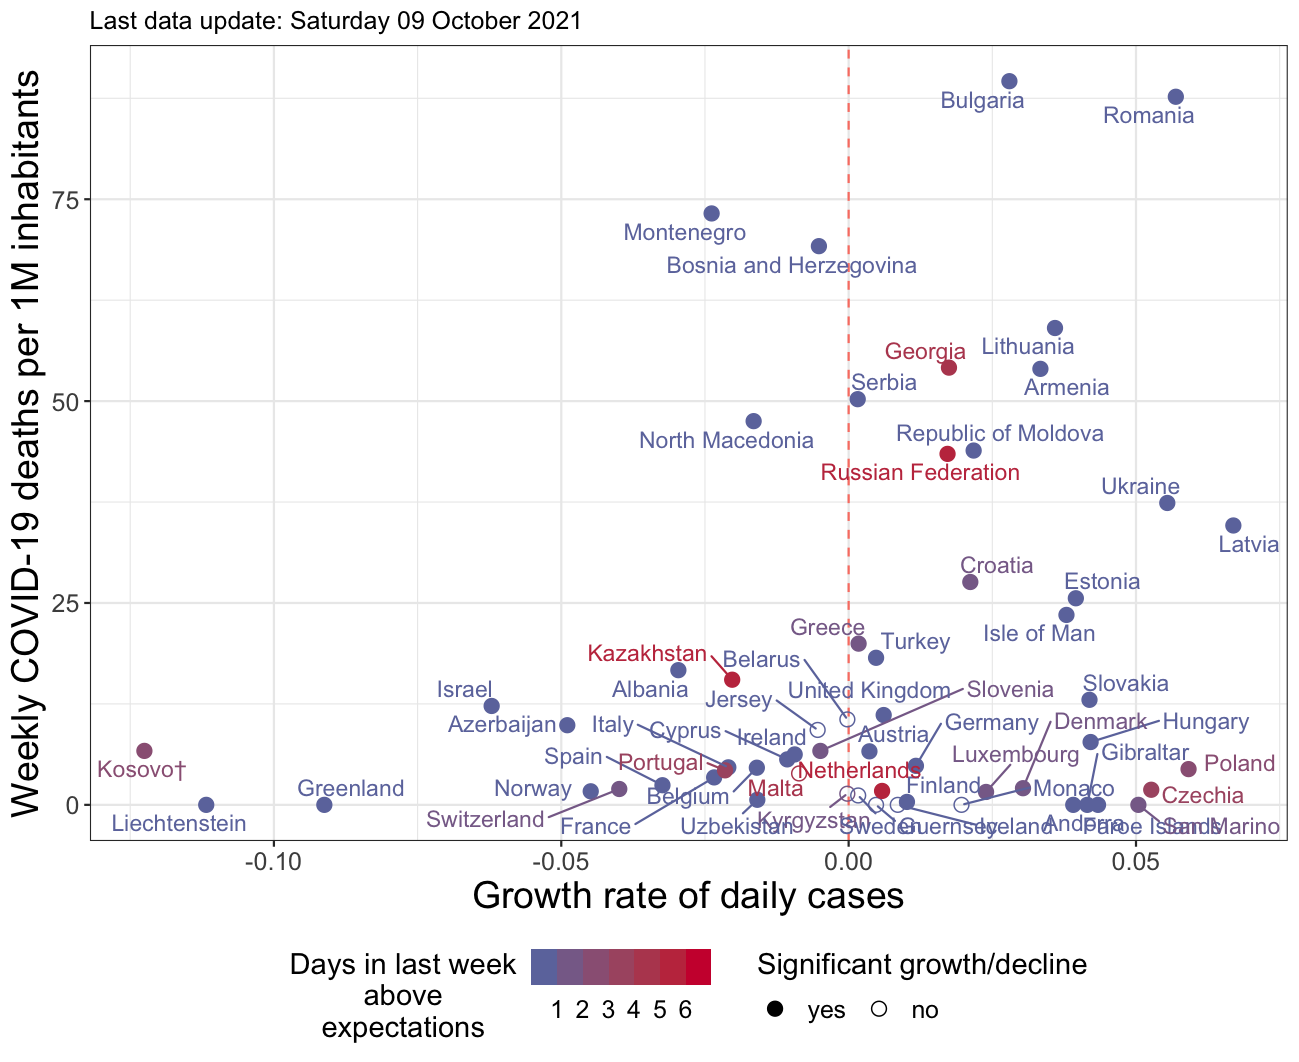 Last data update: Saturday 09 October 2021
Weekly COVID-19 deaths per 1M inhabitants
75
50
25
0
Bulgaria
Romania
Montenegro
Bosnia and Herzegovina
Lithuania
Georgia
Armenia
Serbia
North Macedonia
Republic of Moldova
Russian Federation
Ukraine
Latvia
Croatia
Estonia
Isle of Man
Greece
Turkey
Kazakhstan
Belarus
Albania
United Kingdom
Slovenia
Slovakia
Israel
Jersey
Azerbaijan
Italy
Cyprus
Ireland
Austria
Germany
Denmark
Hungary
Spain
Portugal
Luxembourg
Gibraltar
Poland
Kosovo†
Netherlands
Greenland
Norway
Belgium
Malta
Finland
Monaco
Czechia
Liechtenstein
Switzerland
France
Uzbekistan
Kyrgyzstan
Sweden
Guernsey
Iceland
Andorra
Faroe Islands
San Marino
-0.10
-0.05
0.00
0.05
Growth rate of daily cases
Days in last week
above
expectations
1 2 3 4 5 6
Significant growth/decline
yes
no